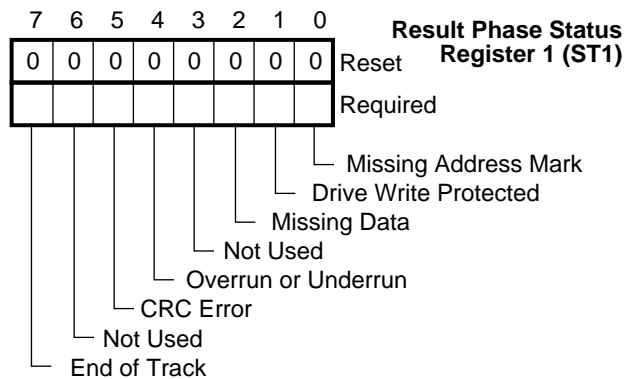 7 6 5 4 3 2 1 0
Result Phase Status
Register 1 (ST1)
0 0 0 0 0 0 0 0 Reset
Required
Missing Address Mark
Drive Write Protected
Missing Data
Not Used
Overrun or Underrun
CRC Error
Not Used
End of Track